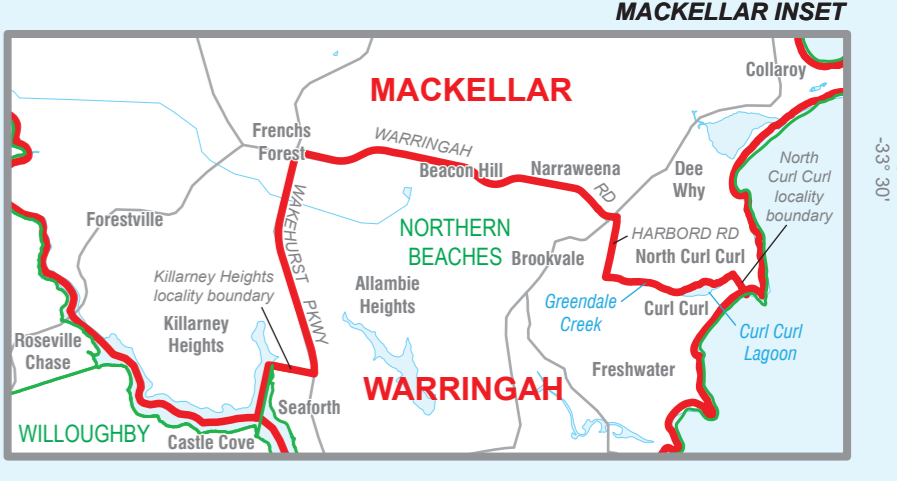 MACKELLAR INSET
MACKELLAR
Collaroy
Frenchs
Forest
WARRINGAH
RD
Beacon Hill
Narraweena
Dee
Why
North
Curl Curl
locality
boundary
-33° 30'
WAKEHURST PKWY
Forestville
NORTHERN
BEACHES
Brookvale
HARBORD RD
North Curl Curl
Killarney Heights
locality boundary
Allambie
Heights
Greendale
Creek
Curl Curl
Curl Curl
Lagoon
Killarney
Heights
Roseville
Chase
Freshwater
WARRINGAH
Seaforth
WILLOUGHBY
Castle Cove